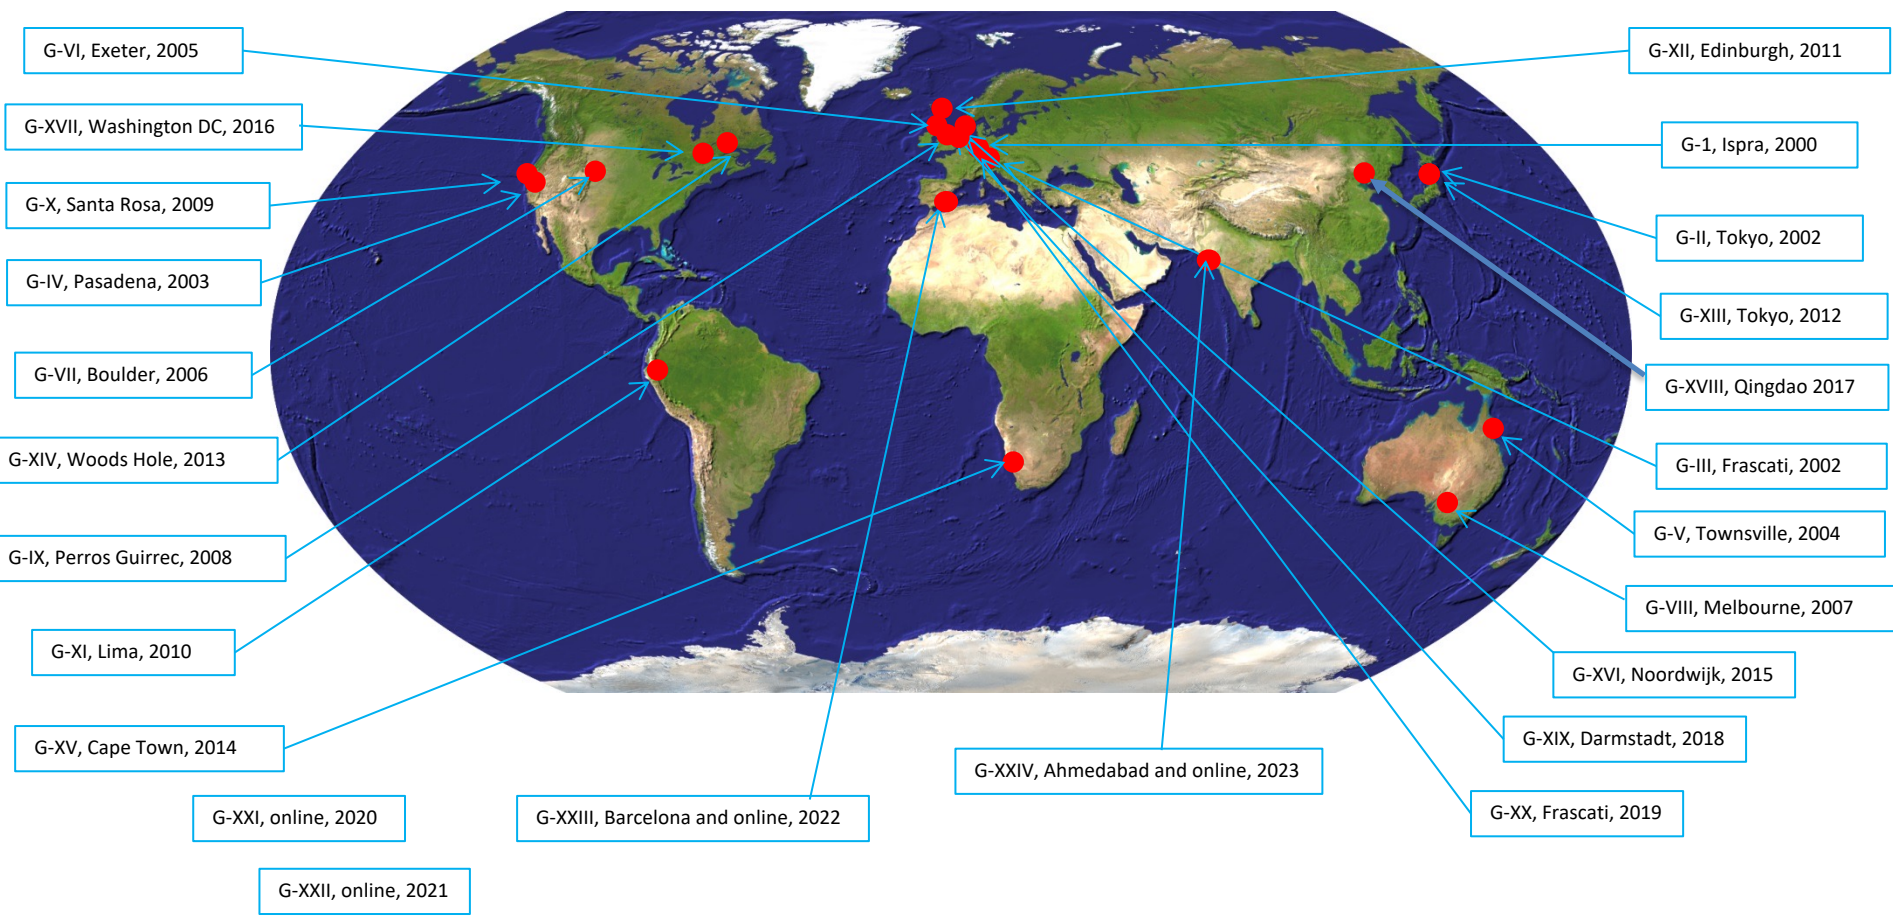 G-VI, Exeter, 2005
G-XII, Edinburgh, 2011
G-XVII, Washington DC, 2016
G-1, Ispra, 2000
G-X, Santa Rosa, 2009
G-II, Tokyo, 2002
G-IV, Pasadena, 2003
G-XIII, Tokyo, 2012
G-VII, Boulder, 2006
G-XVIII, Qingdao 2017
G-XIV, Woods Hole, 2013
G-III, Frascati, 2002
G-V, Townsville, 2004
G-IX, Perros Guirrec, 2008
G-VIII, Melbourne, 2007
G-XI, Lima, 2010
G-XVI, Noordwijk, 2015
G-XV, Cape Town, 2014
G-XIX, Darmstadt, 2018
G-XXIV, Ahmedabad and online, 2023
G-XX, Frascati, 2019
G-XXI, online, 2020
G-XXIII, Barcelona and online, 2022
G-XXII, online, 2021